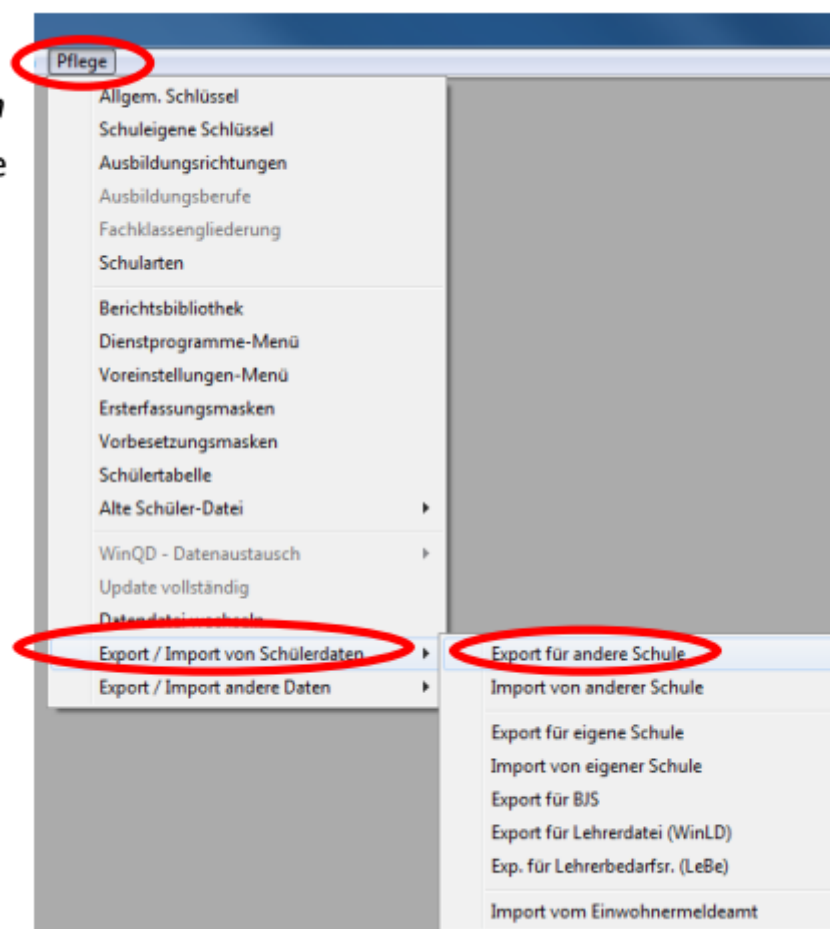 Pflege
Allgem. Schlüssel
Schuleigene Schlüssel
Ausbildungsrichtungen
Ausbildungsberufe
Fachklassengliederung
Schularten
Berichtsbibliothek
Dienstprogramme-Menü
Voreinstellungen-Menü
Ersterfassungsmasken
Vorbesetzungsmasken
Schülertabelle
Alte Schüler-Datei
WinQD - Datenaustausch
Update vollständig
Datendatei wechseln
Export / Import von Schülerdaten
Export / Import andere Daten
Export für andere Schule
Import von anderer Schule
Export für eigene Schule
Import von eigener Schule
Export für BJS
Export für Lehrerdatei (WinLD)
Exp. für Lehrerbedarfsr. (LeBe)
Import vom Einwohnermeldeamt